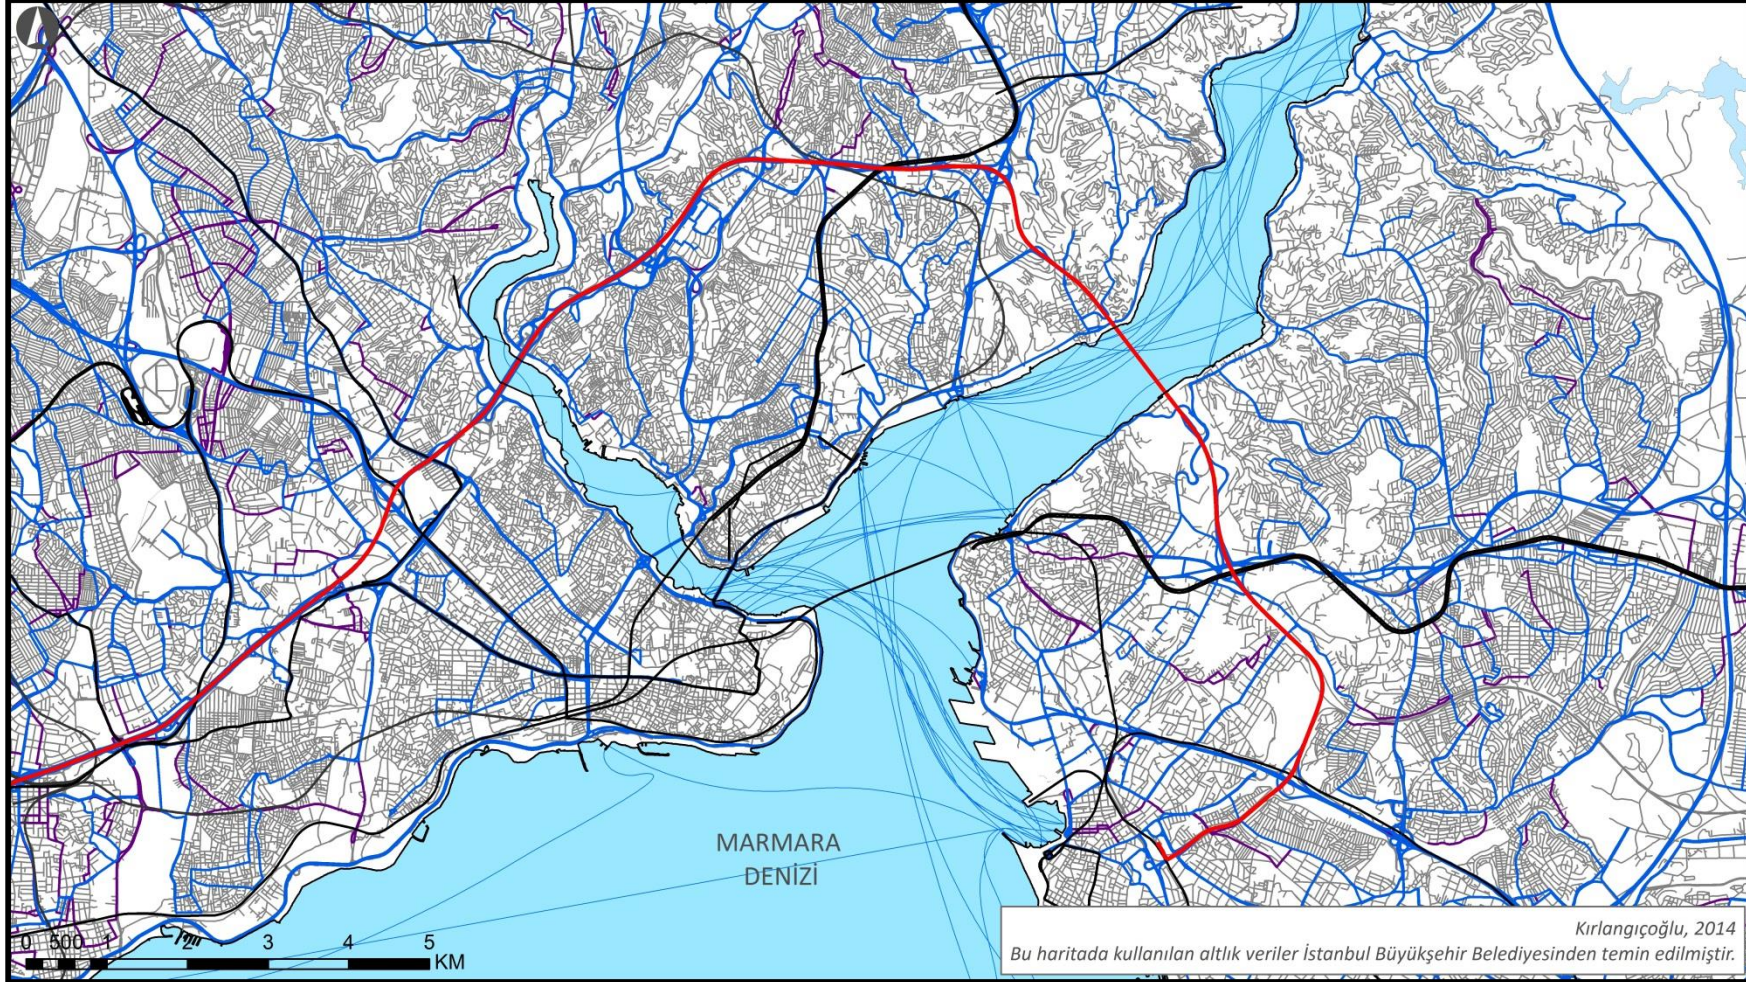 MARMARA
DENİZİ
0 500 1 2 3 4 5
KM
Kırlangıçoğlu, 2014
Bu haritada kullanılan altlık veriler İstanbul Büyükşehir Belediyesinden temin edilmiştir.